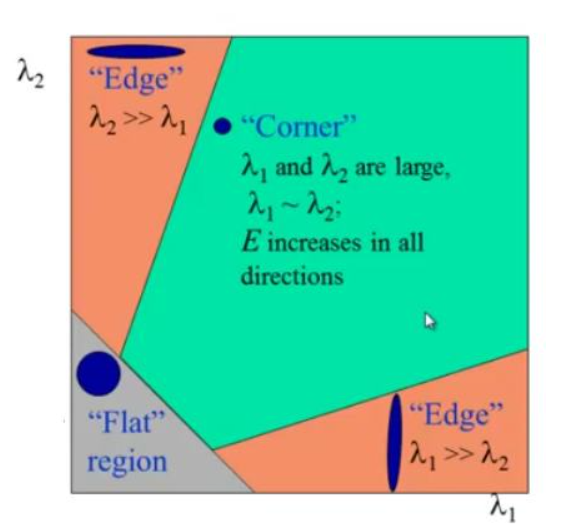 λ₂
“Edge”
λ₂ >> λ₁
“Corner”
λ₁ and λ₂ are large,
λ₁ ~ λ₂;
E increases in all
directions
“Flat”
region
“Edge”
λ₁ >> λ₂
λ₁